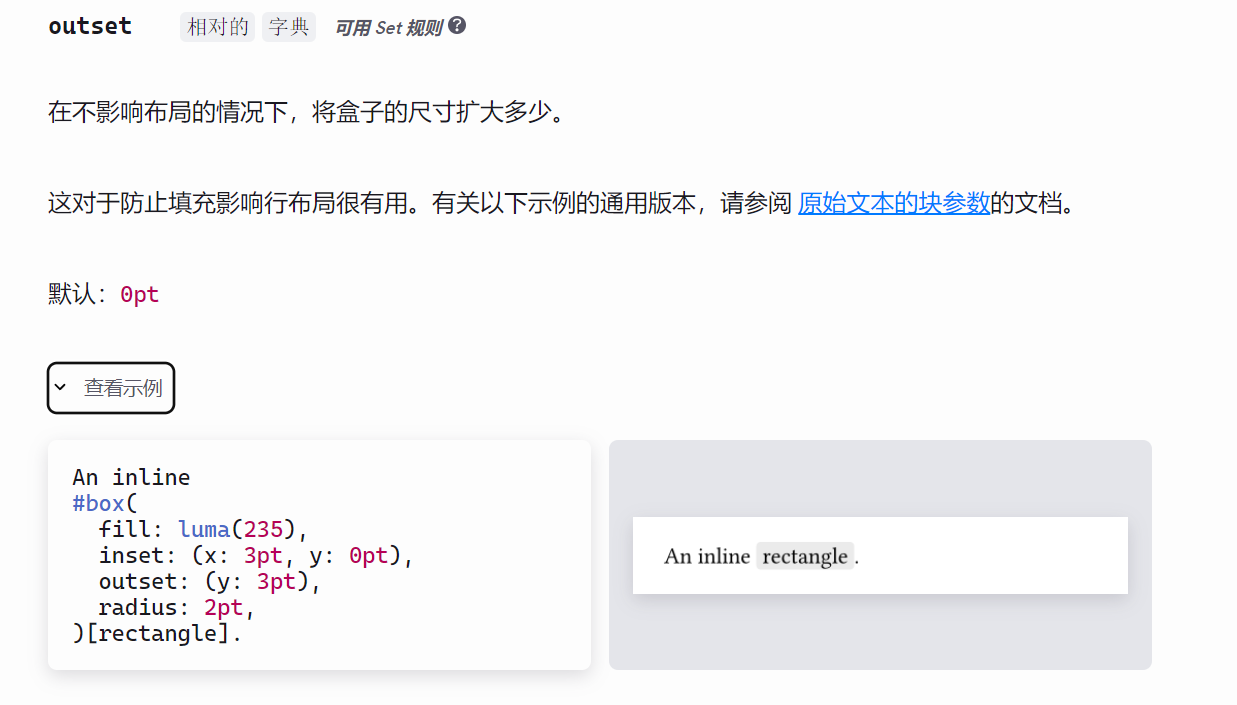 outset 相对的 字典 可用 Set 规则 ?
在不影响布局的情况下，将盒子的尺寸扩大多少。
这对于防止填充影响行布局很有用。有关以下示例的通用版本，请参阅 原始文本的块参数的文档。
默认：0pt
查看示例
An inline
#box(
  fill: luma(235),
  inset: (x: 3pt, y: 0pt),
  outset: (y: 3pt),
  radius: 2pt,
)[rectangle].
An inline rectangle .